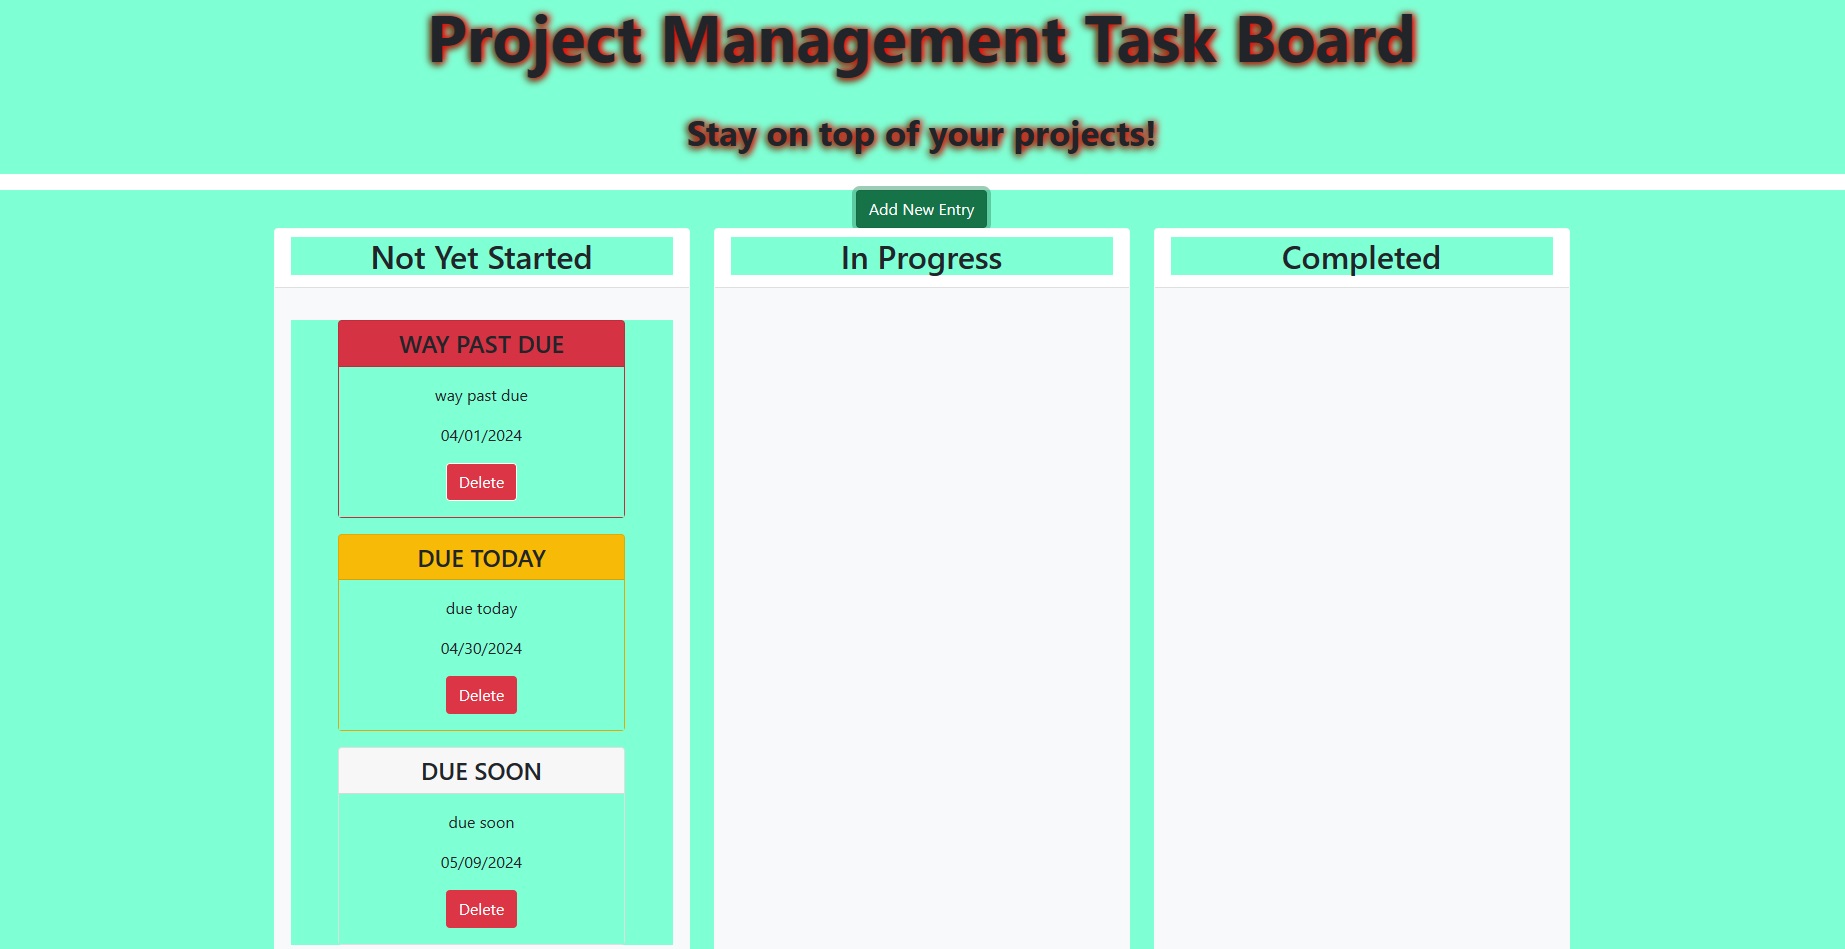 Project Management Task Board
Stay on top of your projects!
Add New Entry
Not Yet Started
WAY PAST DUE
way past due
04/01/2024
Delete
DUE TODAY
due today
04/30/2024
Delete
DUE SOON
due soon
05/09/2024
Delete
In Progress
Completed